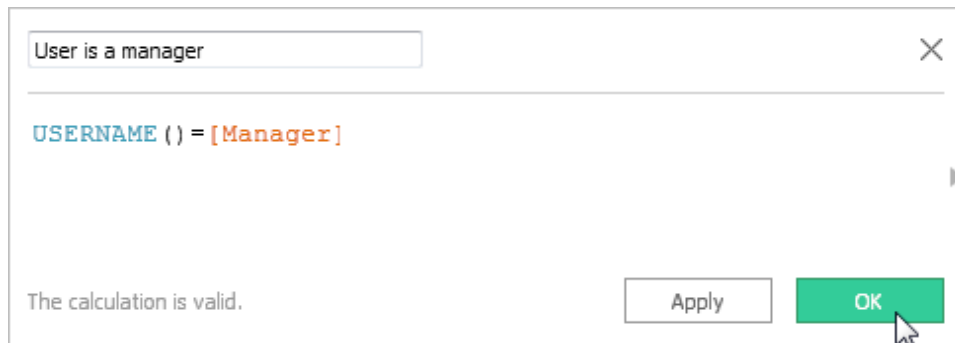 User is a manager
USERNAME()=[Manager]
The calculation is valid.
Apply
OK